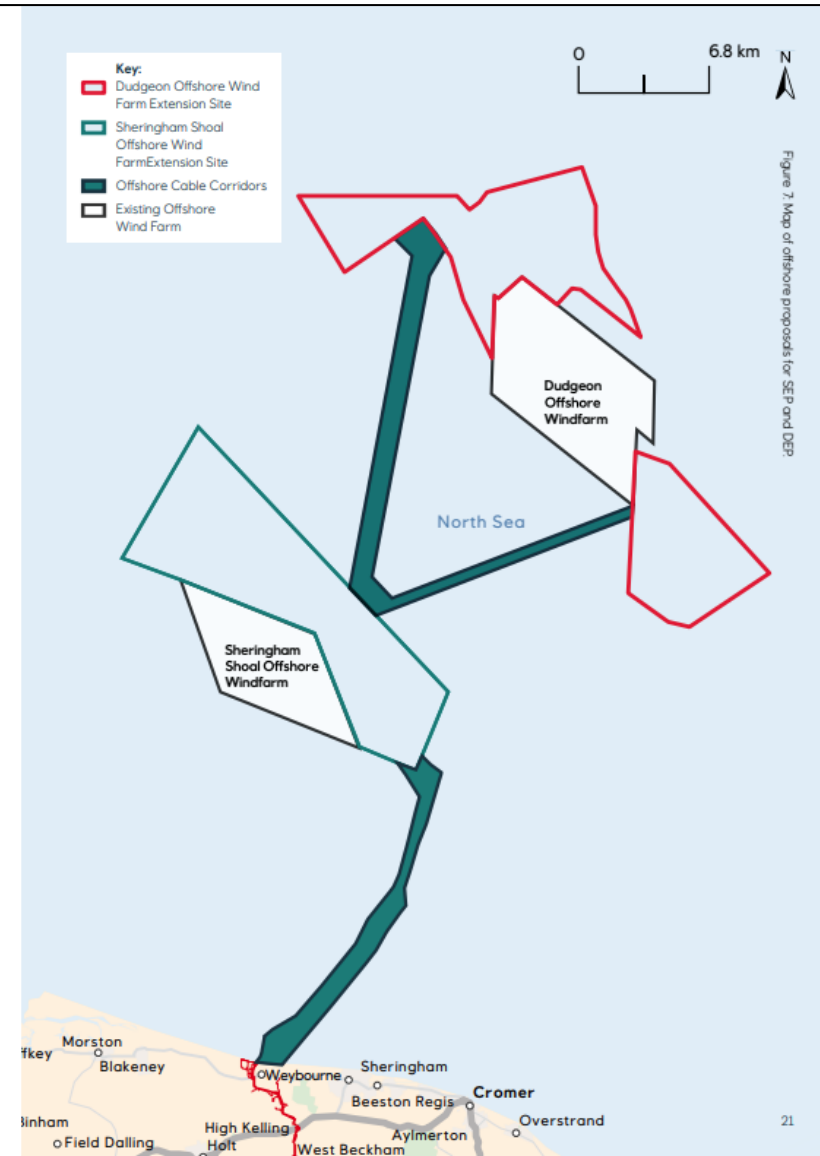 0
6.8 km
N
Key:
Dudgeon Offshore Wind
Farm Extension Site
Sheringham Shoal
Offshore Wind
FarmExtension Site
Offshore Cable Corridors
Existing Offshore
Wind Farm
Figure 7: Map of offshore proposals for SEP and DEP.
Dudgeon
Offshore
Windfarm
North Sea
Sheringham
Shoal Offshore
Windfarm
ffkey
Morston
Blakeney
Weybourne
Sheringham
Beeston Regis
Cromer
Overstrand
21
Binham
Field Dalling
High Kelling
Holt
Aylmerton
West Beckham